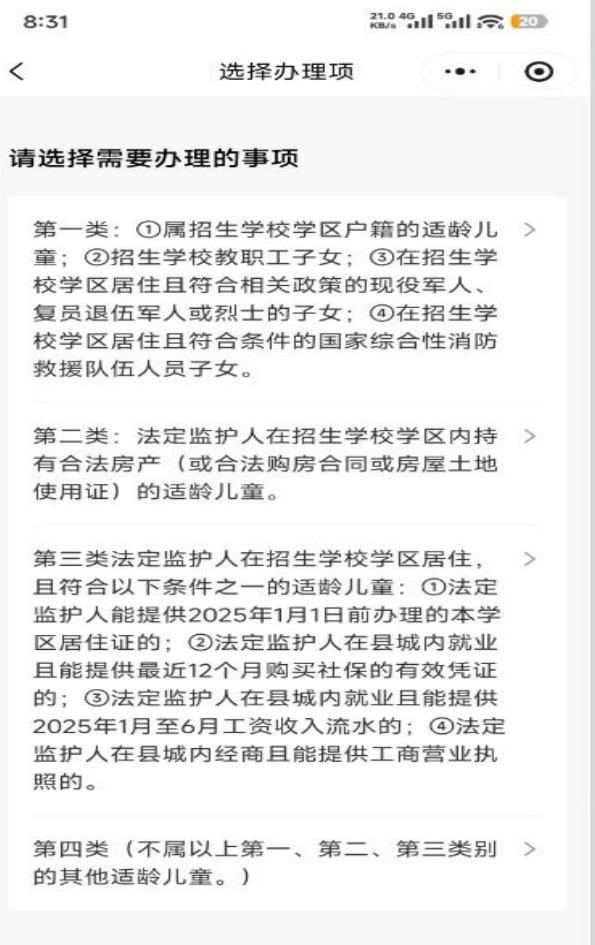 8:31
21.0 KB/s 4G 5G 20
选择办理项
请选择需要办理的事项
第一类：①属招生学校学区户籍的适龄儿
童；②招生学校教职工子女；③在招生学
校学区居住且符合相关政策的现役军人、
复员退伍军人或烈士的子女；④在招生学
校学区居住且符合条件的国家综合性消防
救援队伍人员子女。
第二类：法定监护人在招生学校学区内持
有合法房产（或合法购房合同或房屋土地
使用证）的适龄儿童。
第三类法定监护人在招生学校学区居住，
且符合以下条件之一的适龄儿童：①法定
监护人能提供2025年1月1日前办理的本学
区居住证的；②法定监护人在县城内就业
且能提供最近12个月购买社保的有效凭证
的；③法定监护人在县城内就业且能提供
2025年1月至6月工资收入流水的；④法定
监护人在县城内经商且能提供工商营业执
照的。
第四类（不属以上第一、第二、第三类别
的其他适龄儿童。）